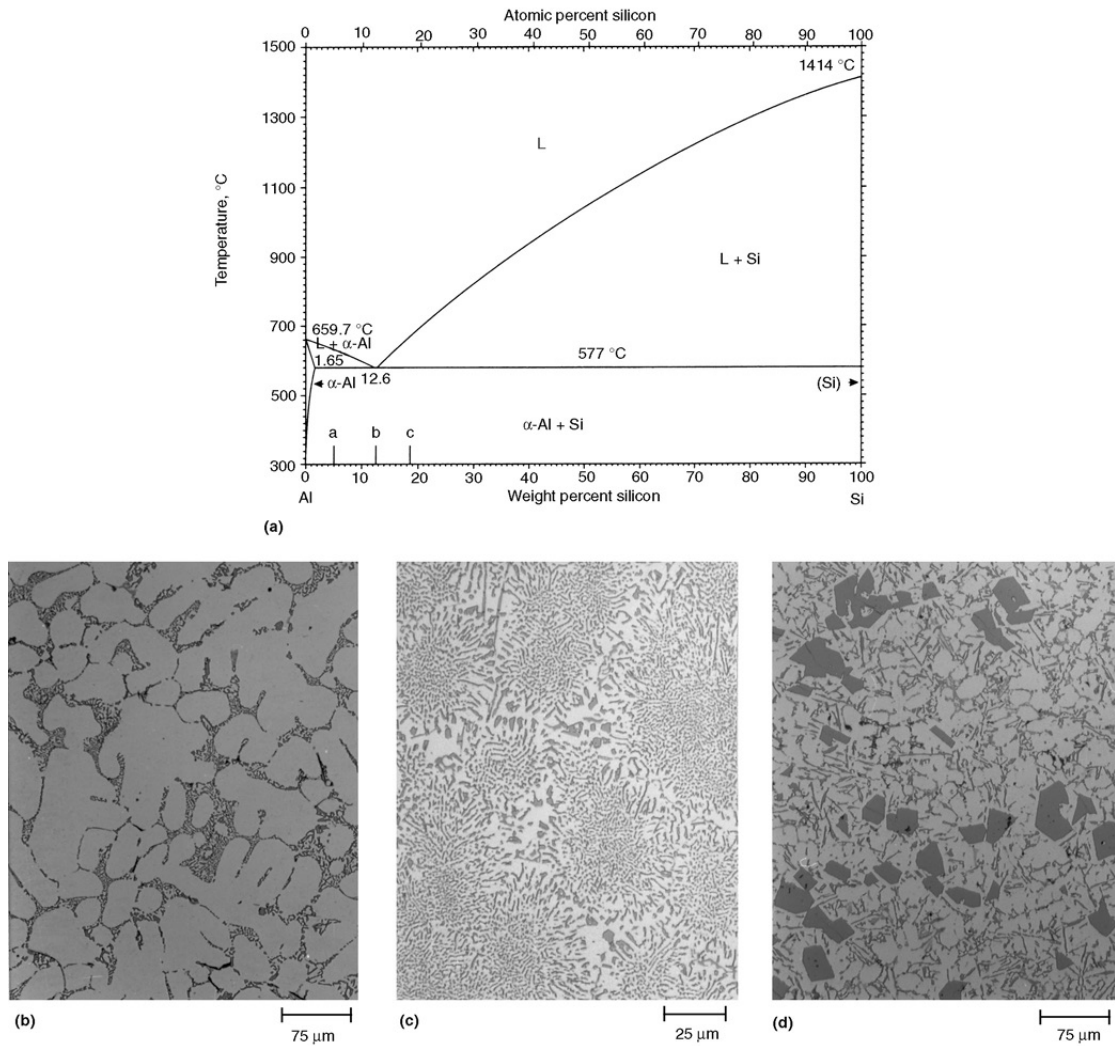 Atomic percent silicon
0 10 20 30 40 50 60 70 80 90 100
1500
1414 °C
1300
L
1100
Temperature, °C
900
L + Si
700
659.7 °C
L + α-Al
577 °C
1.65
12.6
α-Al
(Si)
500
α-Al + Si
a b c
300
0 10 20 30 40 50 60 70 80 90 100
Al Weight percent silicon Si
(a)
(b) 75 μm
(c) 25 μm
(d) 75 μm